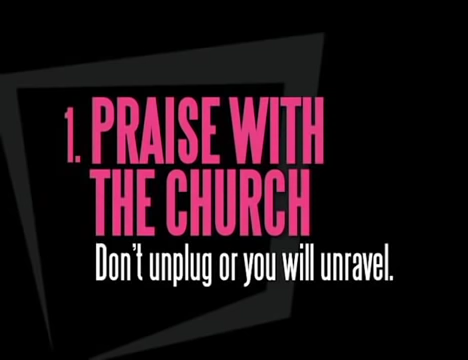 1. PRAISE WITH
THE CHURCH
Don't unplug or you will unravel.